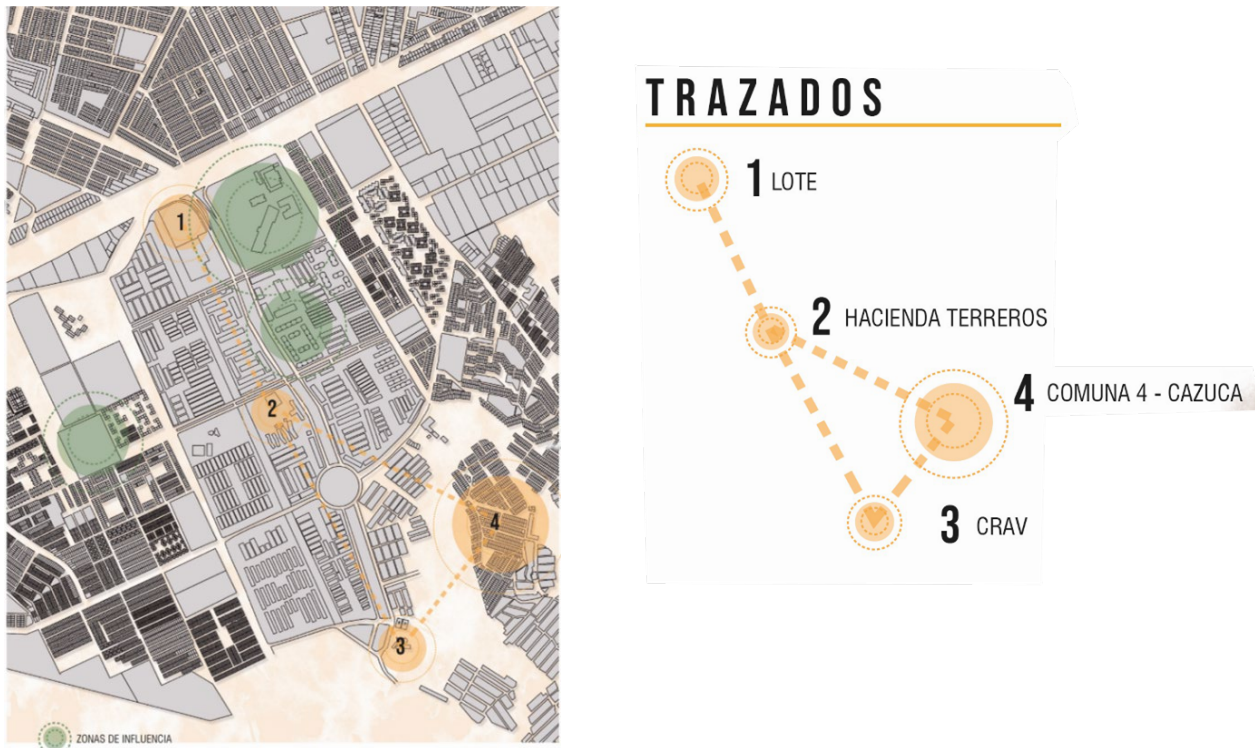 1
2
4
3
ZONAS DE INFLUENCIA
TRAZADOS
1 LOTE
2 HACIENDA TERREROS
4 COMUNA 4 - CAZUCA
3 CRAV